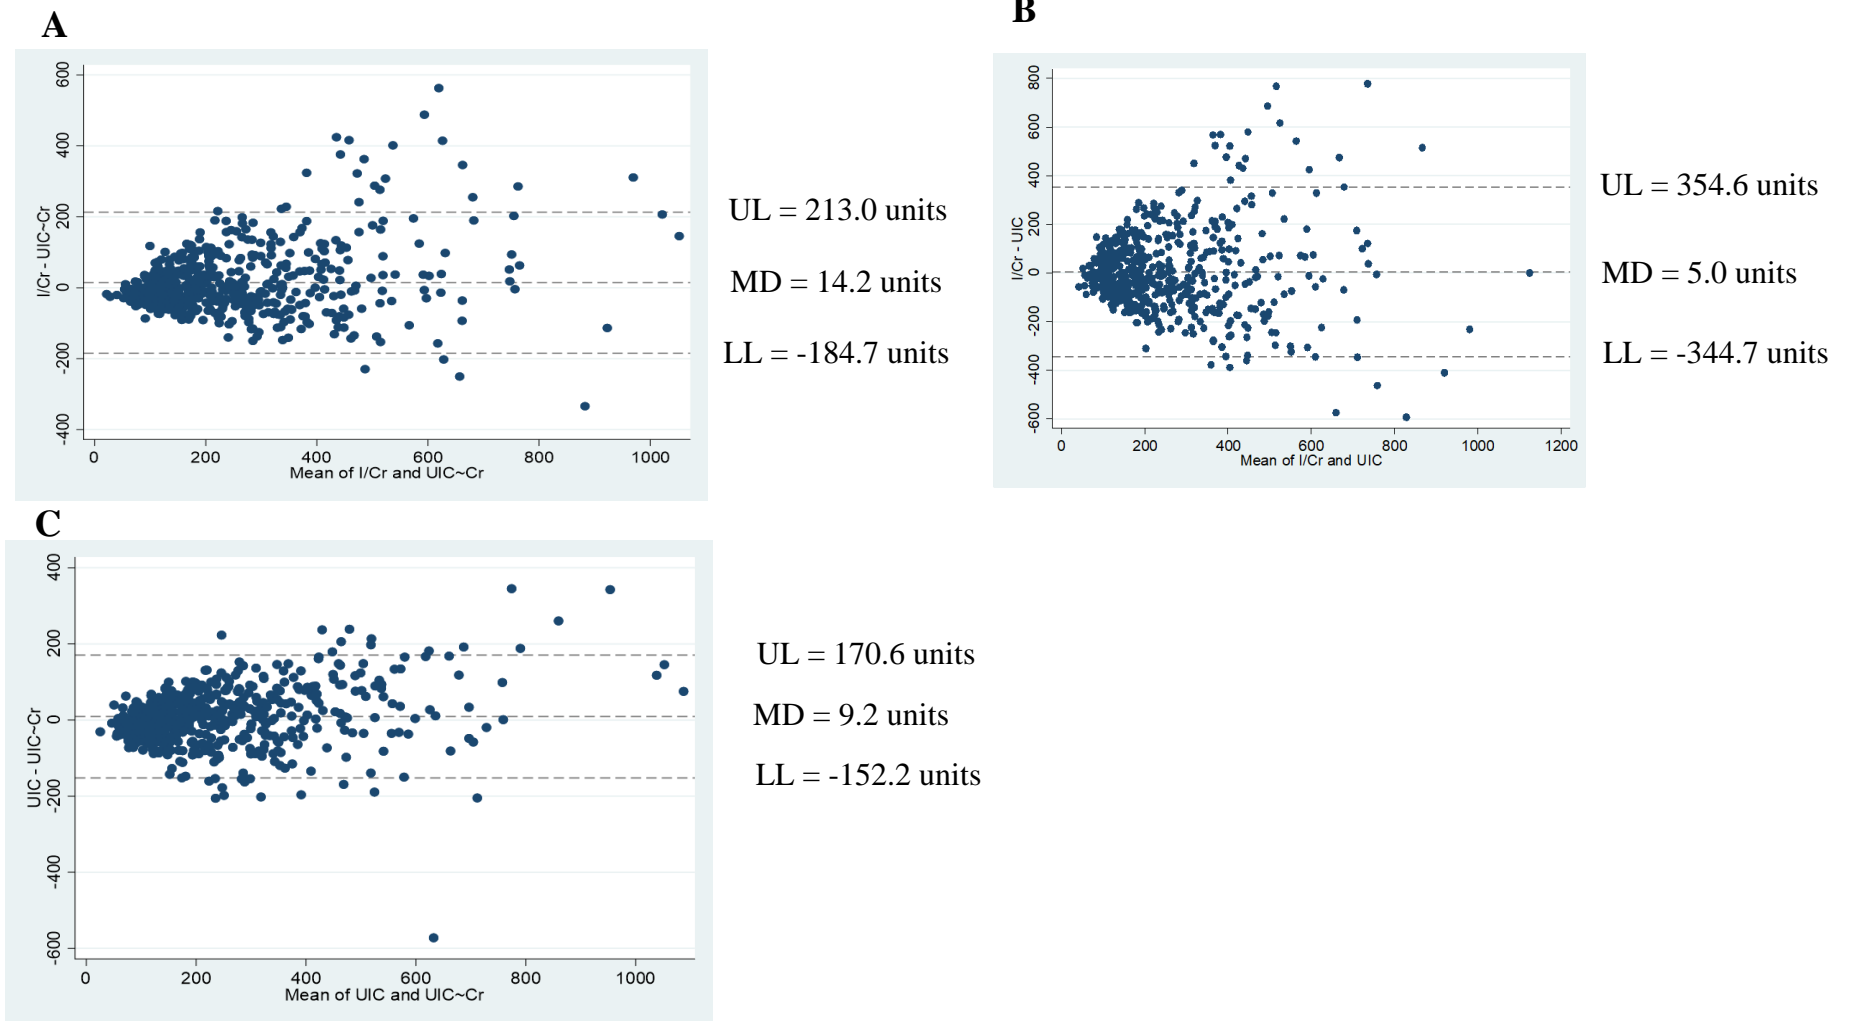 A
600
400
200
0
-200
-400
I/Cr - UIC~Cr
0 200 400 600 800 1000
Mean of I/Cr and UIC~Cr
UL = 213.0 units
MD = 14.2 units
LL = -184.7 units
B
800
600
400
200
0
-200
-400
-600
I/Cr - UIC
0 200 400 600 800 1000 1200
Mean of I/Cr and UIC
UL = 354.6 units
MD = 5.0 units
LL = -344.7 units
C
400
200
0
-200
-400
-600
UIC - UIC~Cr
0 200 400 600 800 1000
Mean of UIC and UIC~Cr
UL = 170.6 units
MD = 9.2 units
LL = -152.2 units